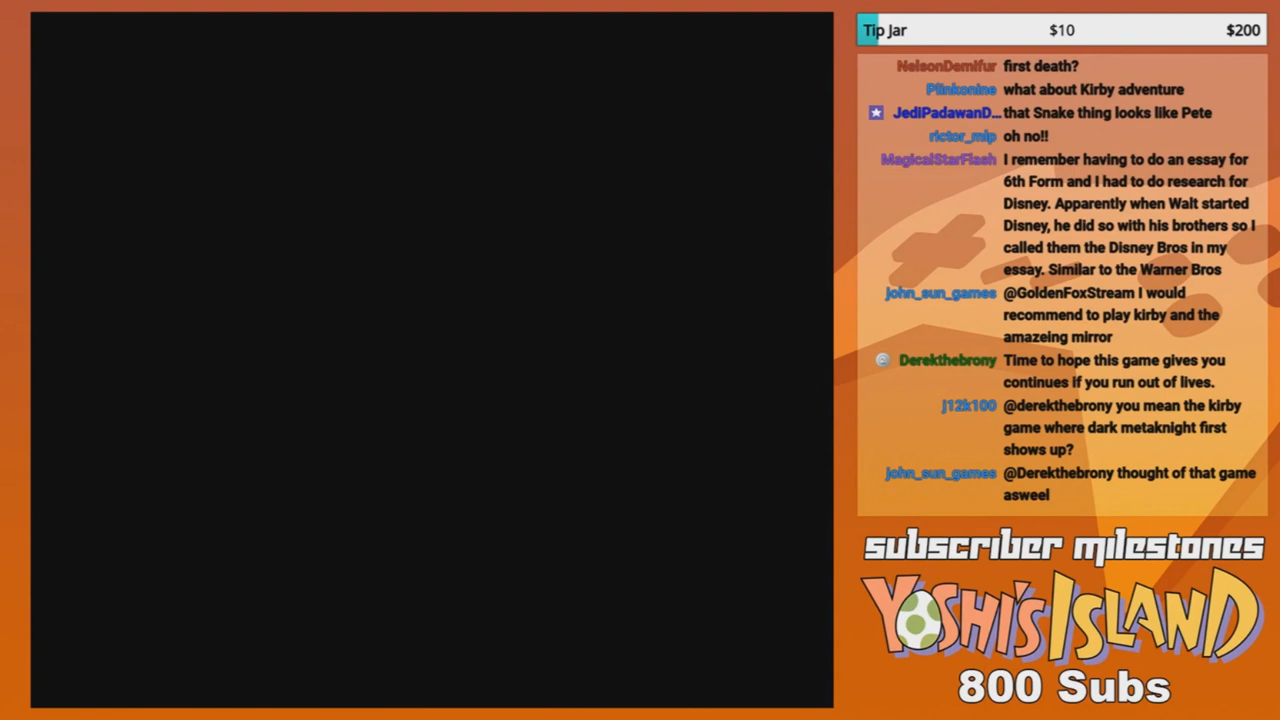 Tip Jar $10 $200
NelsonDemifur first death?
Plinkonine what about Kirby adventure
JediPadawanD... that Snake thing looks like Pete
rictor_mlp oh no!!
MagicalStarFlash I remember having to do an essay for
6th Form and I had to do research for
Disney. Apparently when Walt started
Disney, he did so with his brothers so I
called them the Disney Bros in my
essay. Similar to the Warner Bros
john_sun_games @GoldenFoxStream I would
recommend to play kirby and the
amazeing mirror
Derekthebrony Time to hope this game gives you
continues if you run out of lives.
j12k100 @derekthebrony you mean the kirby
game where dark metaknight first
shows up?
john_sun_games @Derekthebrony thought of that game
asweel
subscriber milestones
YOSHI'S ISLAND
800 Subs